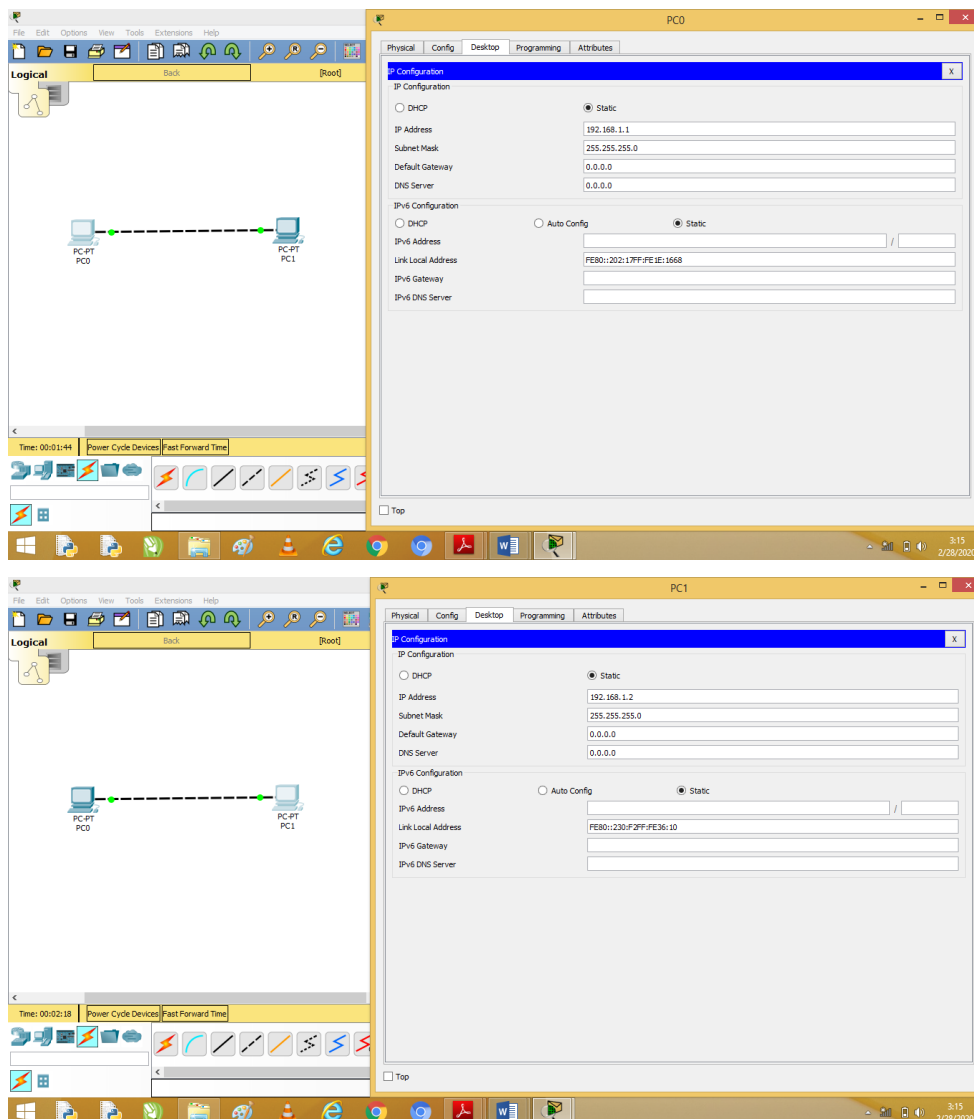 File Edit Options View Tools Extensions Help
Logical
Back
[Root]
PC-PT
PC0
PC-PT
PC1
Time: 00:01:44
Power Cycle Devices
Fast Forward Time
PC0
Physical Config Desktop Programming Attributes
IP Configuration X
IP Configuration
DHCP Static
IP Address 192.168.1.1
Subnet Mask 255.255.255.0
Default Gateway 0.0.0.0
DNS Server 0.0.0.0
IPv6 Configuration
DHCP Auto Config Static
IPv6 Address /
Link Local Address FE80::202:17FF:FE1E:1668
IPv6 Gateway
IPv6 DNS Server
Top
3:15
2/28/2020
File Edit Options View Tools Extensions Help
Logical
Back
[Root]
PC-PT
PC0
PC-PT
PC1
Time: 00:02:18
Power Cycle Devices
Fast Forward Time
PC1
Physical Config Desktop Programming Attributes
IP Configuration X
IP Configuration
DHCP Static
IP Address 192.168.1.2
Subnet Mask 255.255.255.0
Default Gateway 0.0.0.0
DNS Server 0.0.0.0
IPv6 Configuration
DHCP Auto Config Static
IPv6 Address /
Link Local Address FE80::230:F2FF:FE36:10
IPv6 Gateway
IPv6 DNS Server
Top
3:15
2/28/2020